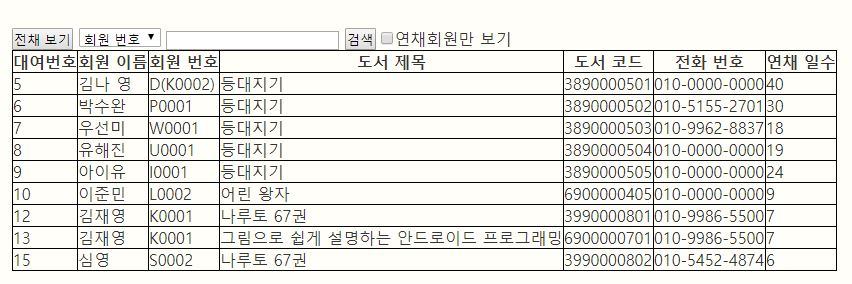 전채 보기 회원 번호 검색 연채회원만 보기
대여번호 회원 이름 회원 번호 도서 제목 도서 코드 전화 번호 연채 일수
5 김나 영 D(K0002) 등대지기 3890000501 010-0000-0000 40
6 박수완 P0001 등대지기 3890000502 010-5155-2701 30
7 우선미 W0001 등대지기 3890000503 010-9962-8837 18
8 유해진 U0001 등대지기 3890000504 010-0000-0000 19
9 아이유 I0001 등대지기 3890000505 010-0000-0000 24
10 이준민 L0002 어린 왕자 6900000405 010-0000-0000 9
12 김재영 K0001 나루토 67권 3990000801 010-9986-5500 7
13 김재영 K0001 그림으로 쉽게 설명하는 안드로이드 프로그래밍 6900000701 010-9986-5500 7
15 심영 S0002 나루토 67권 3990000802 010-5452-4874 6